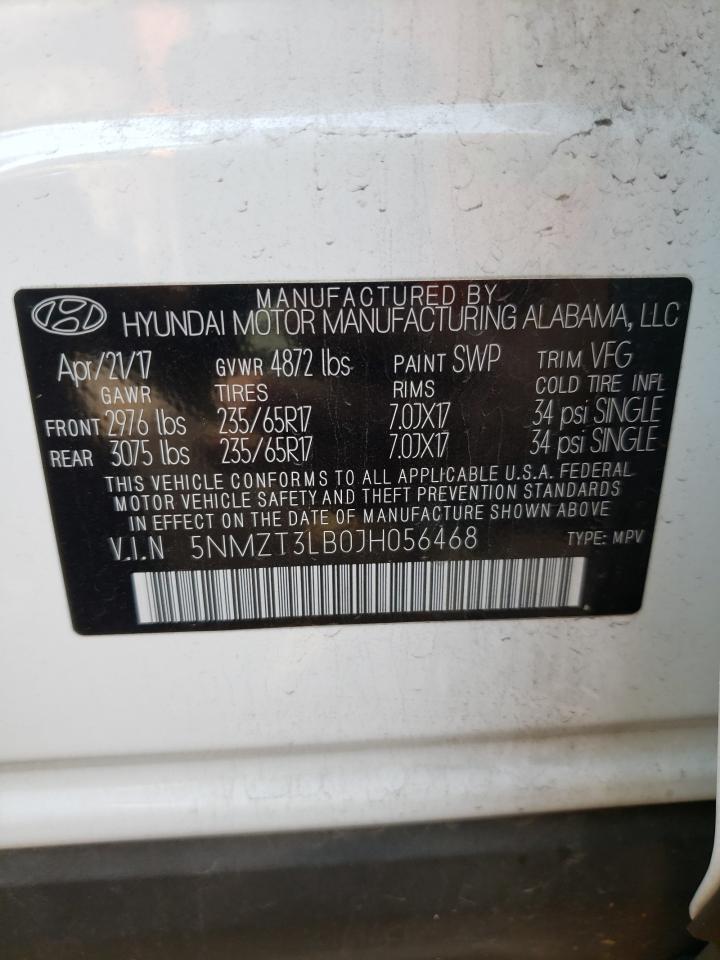 MANUFACTURED BY
HYUNDAI MOTOR MANUFACTURING ALABAMA, LLC
Apr/21/17 GVWR 4872 lbs PAINT SWP TRIM VFG
GAWR TIRES RIMS COLD TIRE INFL
FRONT 2976 lbs 235/65R17 7.0JX17 34 psi SINGLE
REAR 3075 lbs 235/65R17 7.0JX17 34 psi SINGLE
THIS VEHICLE CONFORMS TO ALL APPLICABLE U.S.A. FEDERAL
MOTOR VEHICLE SAFETY AND THEFT PREVENTION STANDARDS
IN EFFECT ON THE DATE OF MANUFACTURE SHOWN ABOVE
V.I.N 5NMZT3LB0JH056468 TYPE: MPV